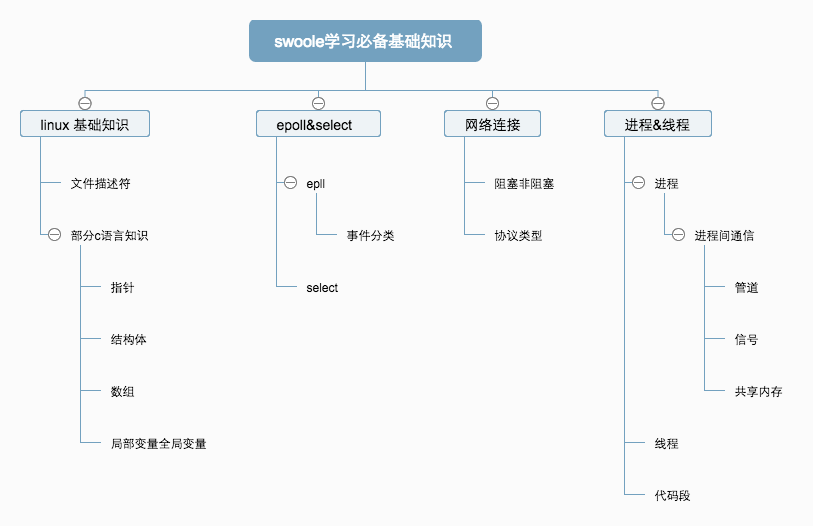 swoole学习必备基础知识
linux 基础知识
文件描述符
部分c语言知识
指针
结构体
数组
局部变量全局变量
epoll&select
epll
事件分类
select
网络连接
阻塞非阻塞
协议类型
进程&线程
进程
进程间通信
管道
信号
共享内存
线程
代码段